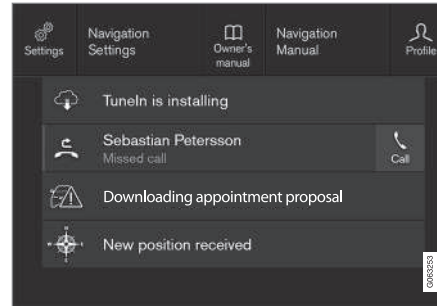 Settings
Navigation
Settings
Owner's
manual
Navigation
Manual
Profile
TuneIn is installing
Sebastian Petersson
Missed call
Call
Downloading appointment proposal
New position received
G063253